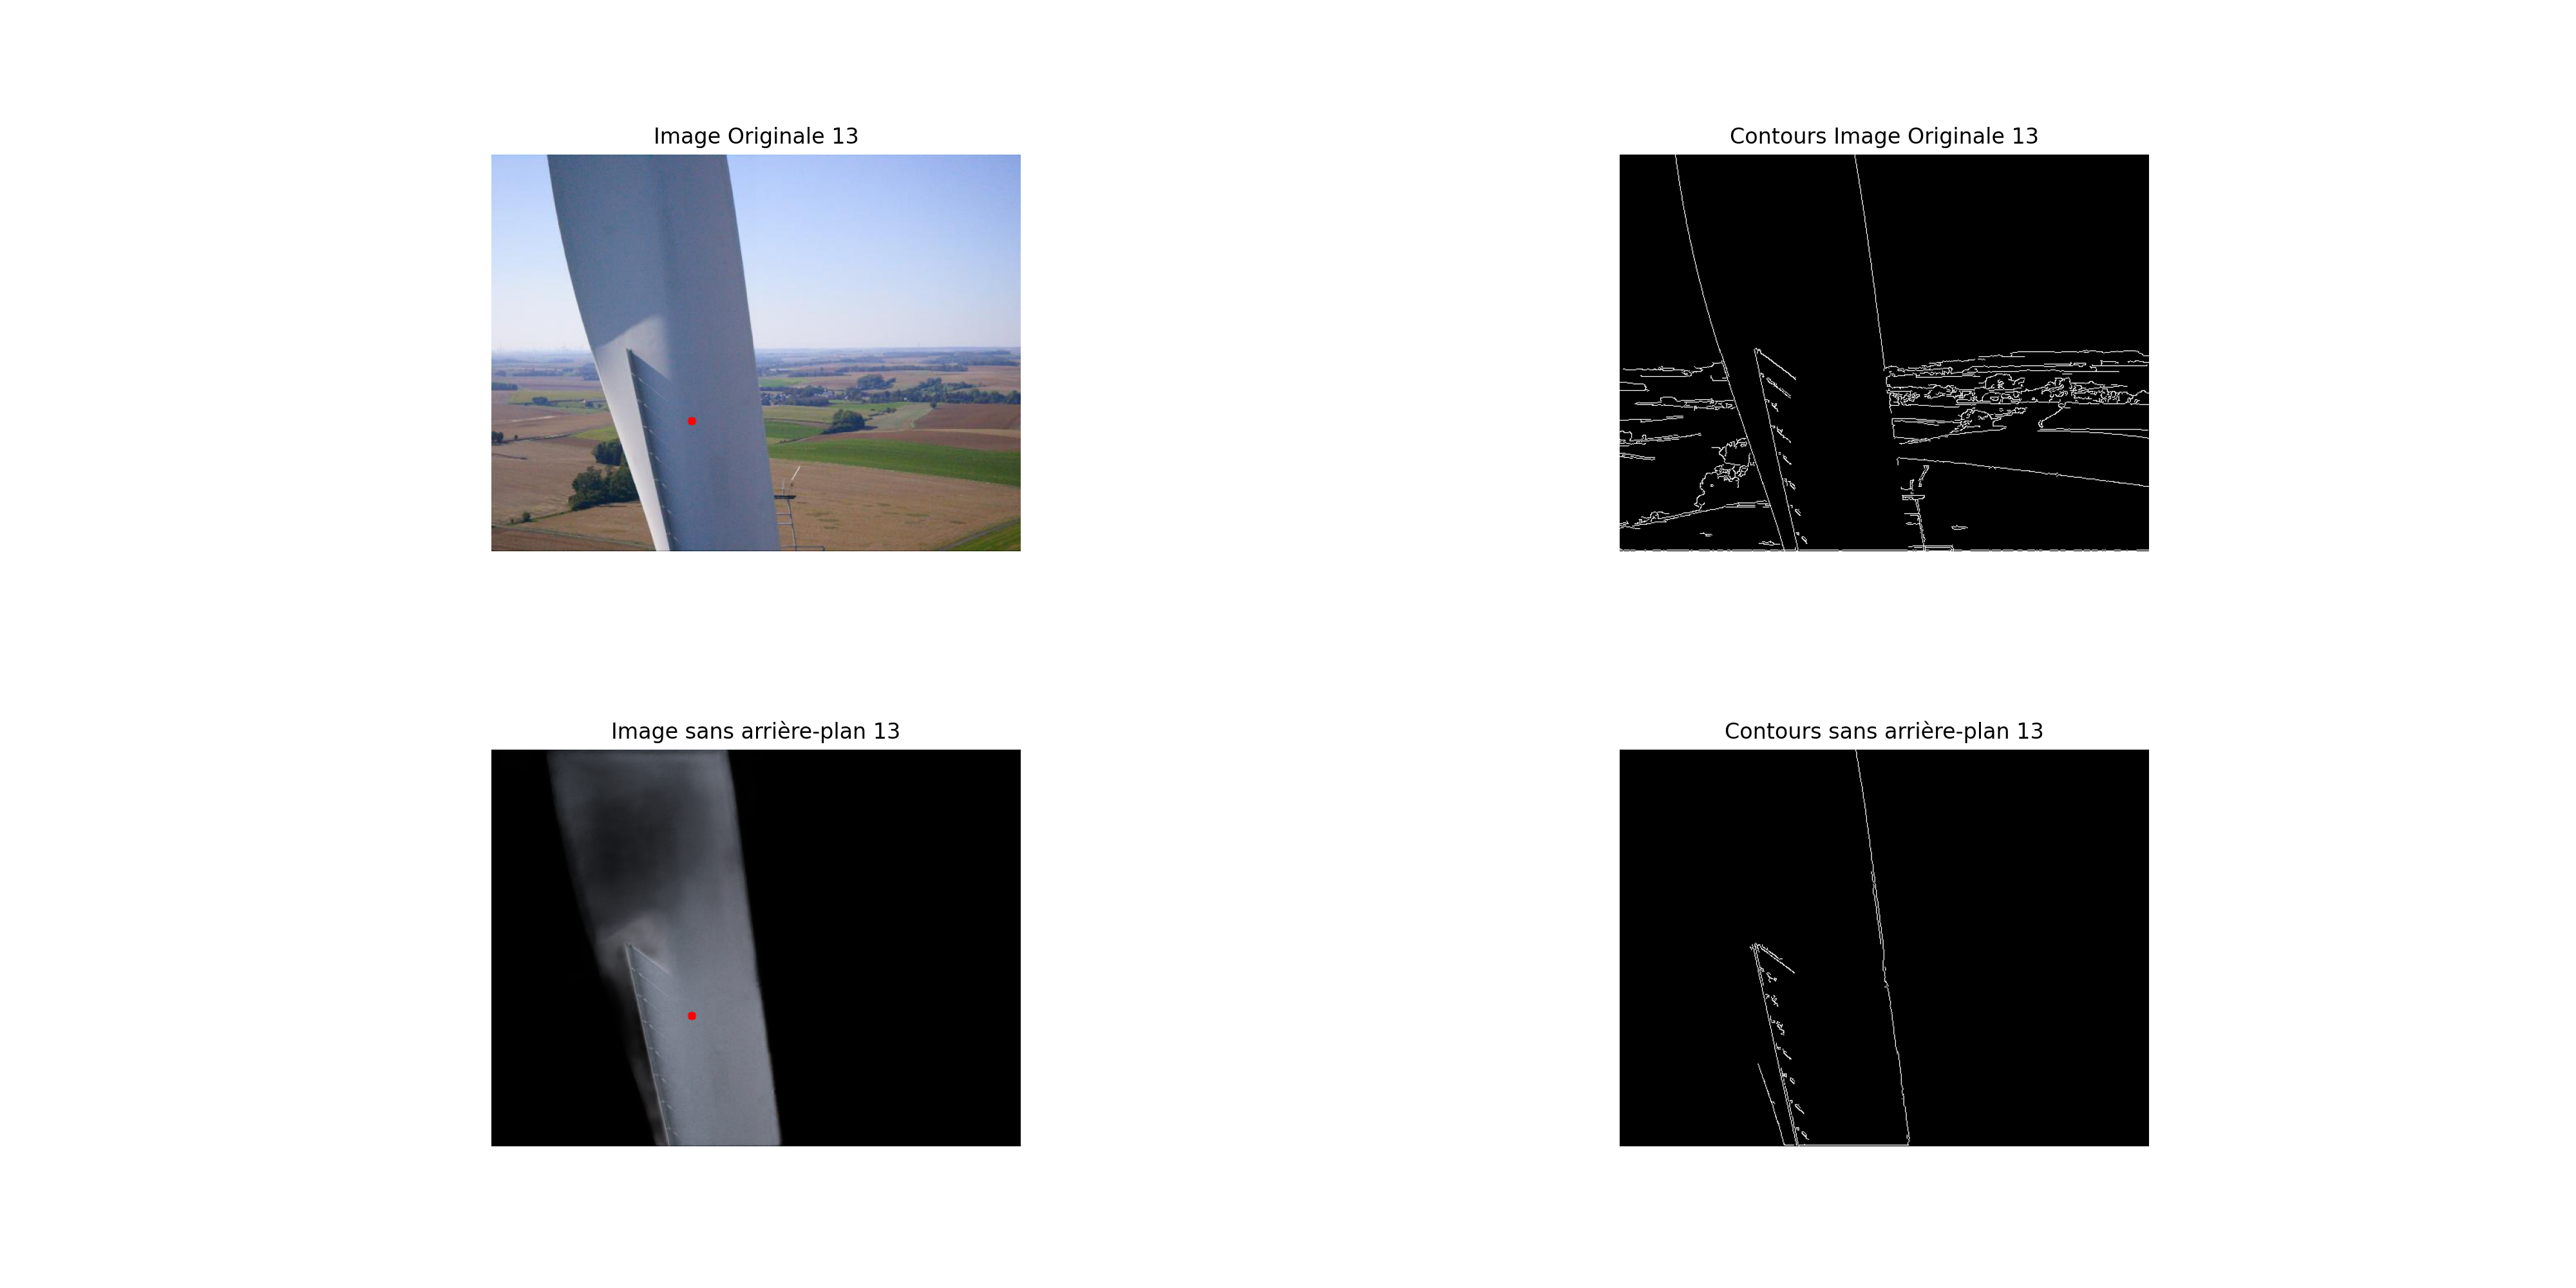 Image Originale 13
Contours Image Originale 13
Image sans arrière-plan 13
Contours sans arrière-plan 13